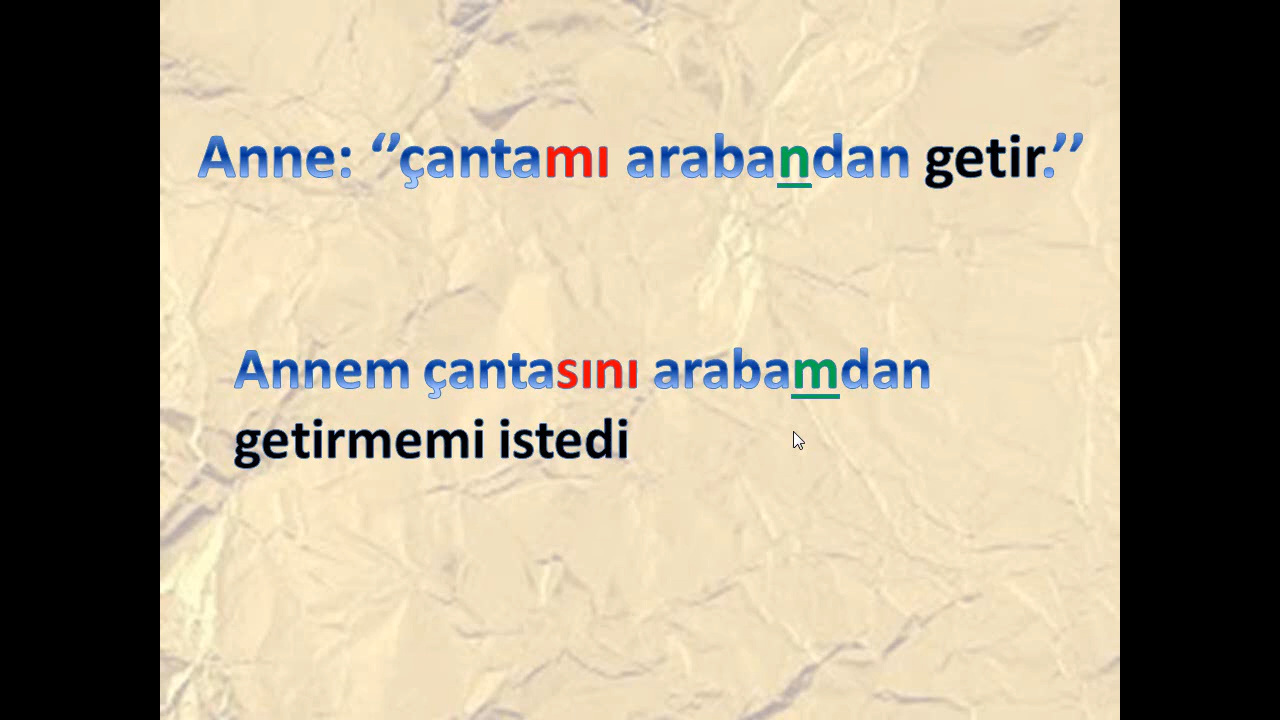 Anne: ‘’çantamı arabandan getir.’’
Annem çantasını arabamdan
getirmemi istedi